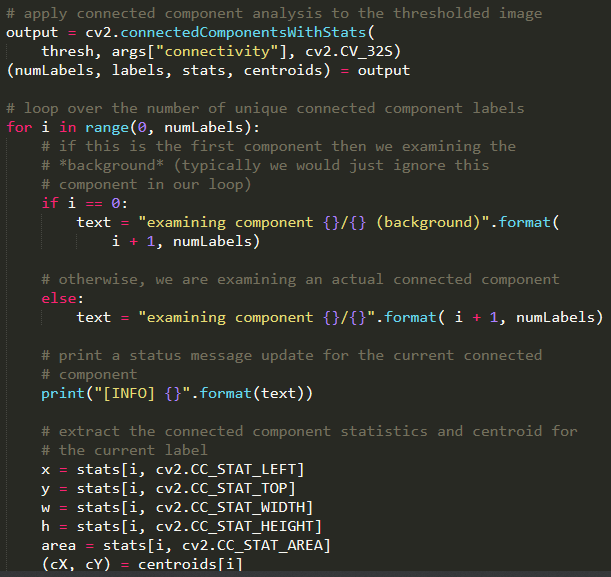 # apply connected component analysis to the thresholded image
output = cv2.connectedComponentsWithStats(
    thresh, args["connectivity"], cv2.CV_32S)
(numLabels, labels, stats, centroids) = output

# loop over the number of unique connected component labels
for i in range(0, numLabels):
    # if this is the first component then we examining the
    # *background* (typically we would just ignore this
    # component in our loop)
    if i == 0:
        text = "examining component {}/{} (background)".format(
            i + 1, numLabels)

    # otherwise, we are examining an actual connected component
    else:
        text = "examining component {}/{}".format( i + 1, numLabels)

    # print a status message update for the current connected
    # component
    print("[INFO] {}".format(text))

    # extract the connected component statistics and centroid for
    # the current label
    x = stats[i, cv2.CC_STAT_LEFT]
    y = stats[i, cv2.CC_STAT_TOP]
    w = stats[i, cv2.CC_STAT_WIDTH]
    h = stats[i, cv2.CC_STAT_HEIGHT]
    area = stats[i, cv2.CC_STAT_AREA]
    (cX, cY) = centroids[i]